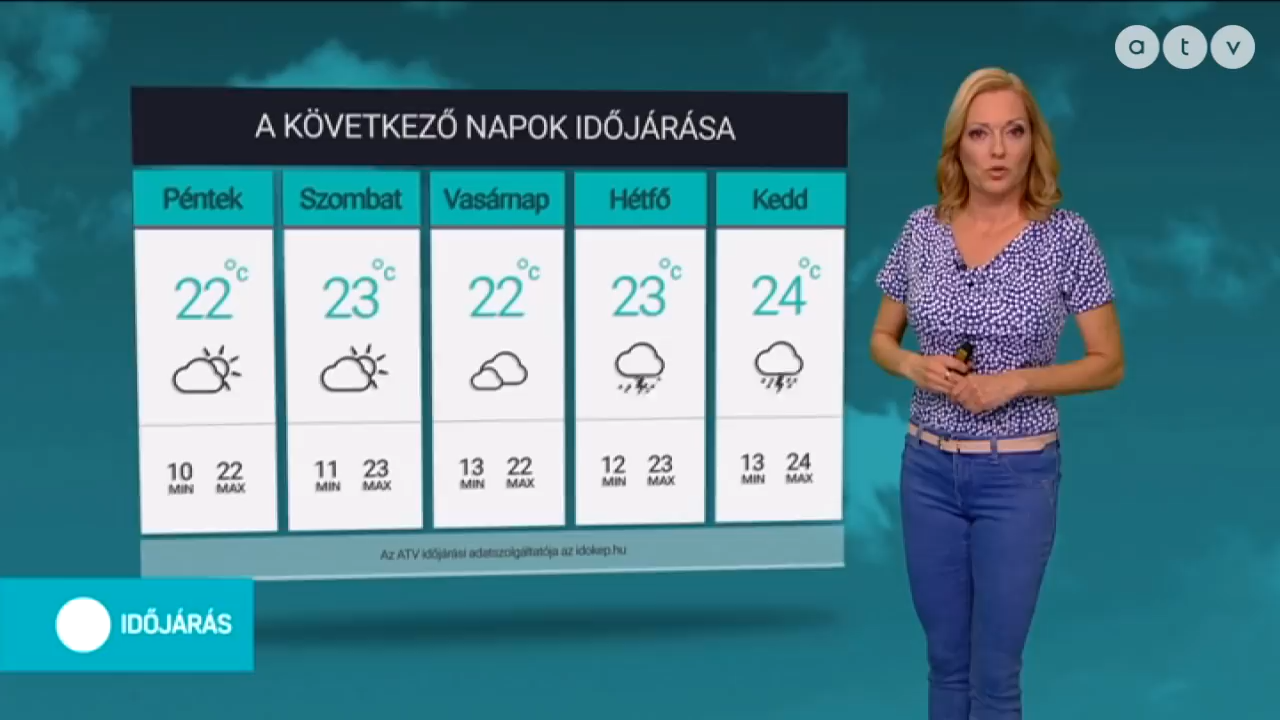 a t v
A KÖVETKEZŐ NAPOK IDŐJÁRÁSA
Péntek Szombat Vasárnap Hétfő Kedd
22°C 23°C 22°C 23°C 24°C
10 22 11 23 13 22 12 23 13 24
MIN MAX MIN MAX MIN MAX MIN MAX MIN MAX
Az ATV időjárási adatszolgáltatója az idokep.hu
IDŐJÁRÁS